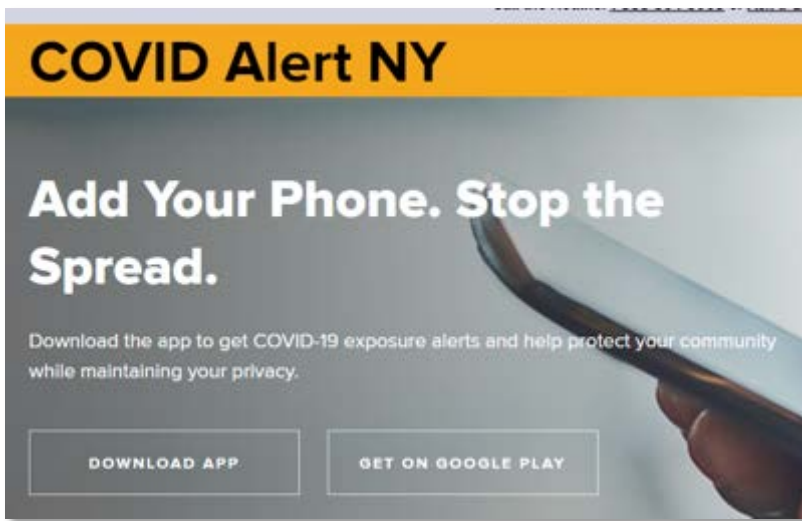 COVID Alert NY
Add Your Phone. Stop the
Spread.
Download the app to get COVID-19 exposure alerts and help protect your community
while maintaining your privacy.
DOWNLOAD APP
GET ON GOOGLE PLAY